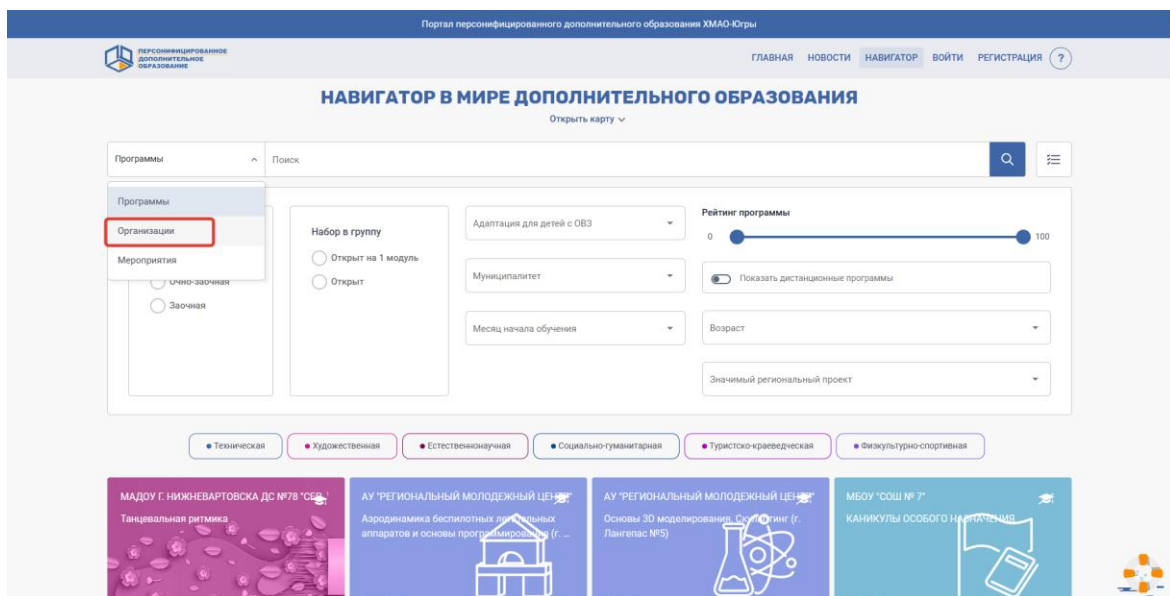 Портал персонифицированного дополнительного образования ХМАО-Югры
ПЕРСОНИФИЦИРОВАННОЕ
ДОПОЛНИТЕЛЬНОЕ
ОБРАЗОВАНИЕ
ГЛАВНАЯ НОВОСТИ НАВИГАТОР ВОЙТИ РЕГИСТРАЦИЯ ?
НАВИГАТОР В МИРЕ ДОПОЛНИТЕЛЬНОГО ОБРАЗОВАНИЯ
Открыть карту
Программы Поиск
Программы
Организации
Мероприятия
Очно-заочная
Заочная
Набор в группу
Открыт на 1 модуль
Открыт
Адаптация для детей с ОВЗ
Муниципалитет
Месяц начала обучения
Рейтинг программы
0 100
Показать дистанционные программы
Возраст
Значимый региональный проект
Техническая Художественная Естественнонаучная Социально-гуманитарная Туристско-краеведческая Физкультурно-спортивная
МАДОУ Г. НИЖНЕВАРТОВСКА ДС №78 "СЕВ
Танцевальная ритмика
АУ "РЕГИОНАЛЬНЫЙ МОЛОДЕЖНЫЙ ЦЕНТР"
Аэродинамика беспилотных летательных
аппаратов и основы программирования (г. ...
АУ "РЕГИОНАЛЬНЫЙ МОЛОДЕЖНЫЙ ЦЕНТР"
Основы 3D моделирования. Скульптинг (г.
Лангепас №5)
МБОУ "СОШ № 7"
КАНИКУЛЫ ОСОБОГО НАЗНАЧЕНИЯ